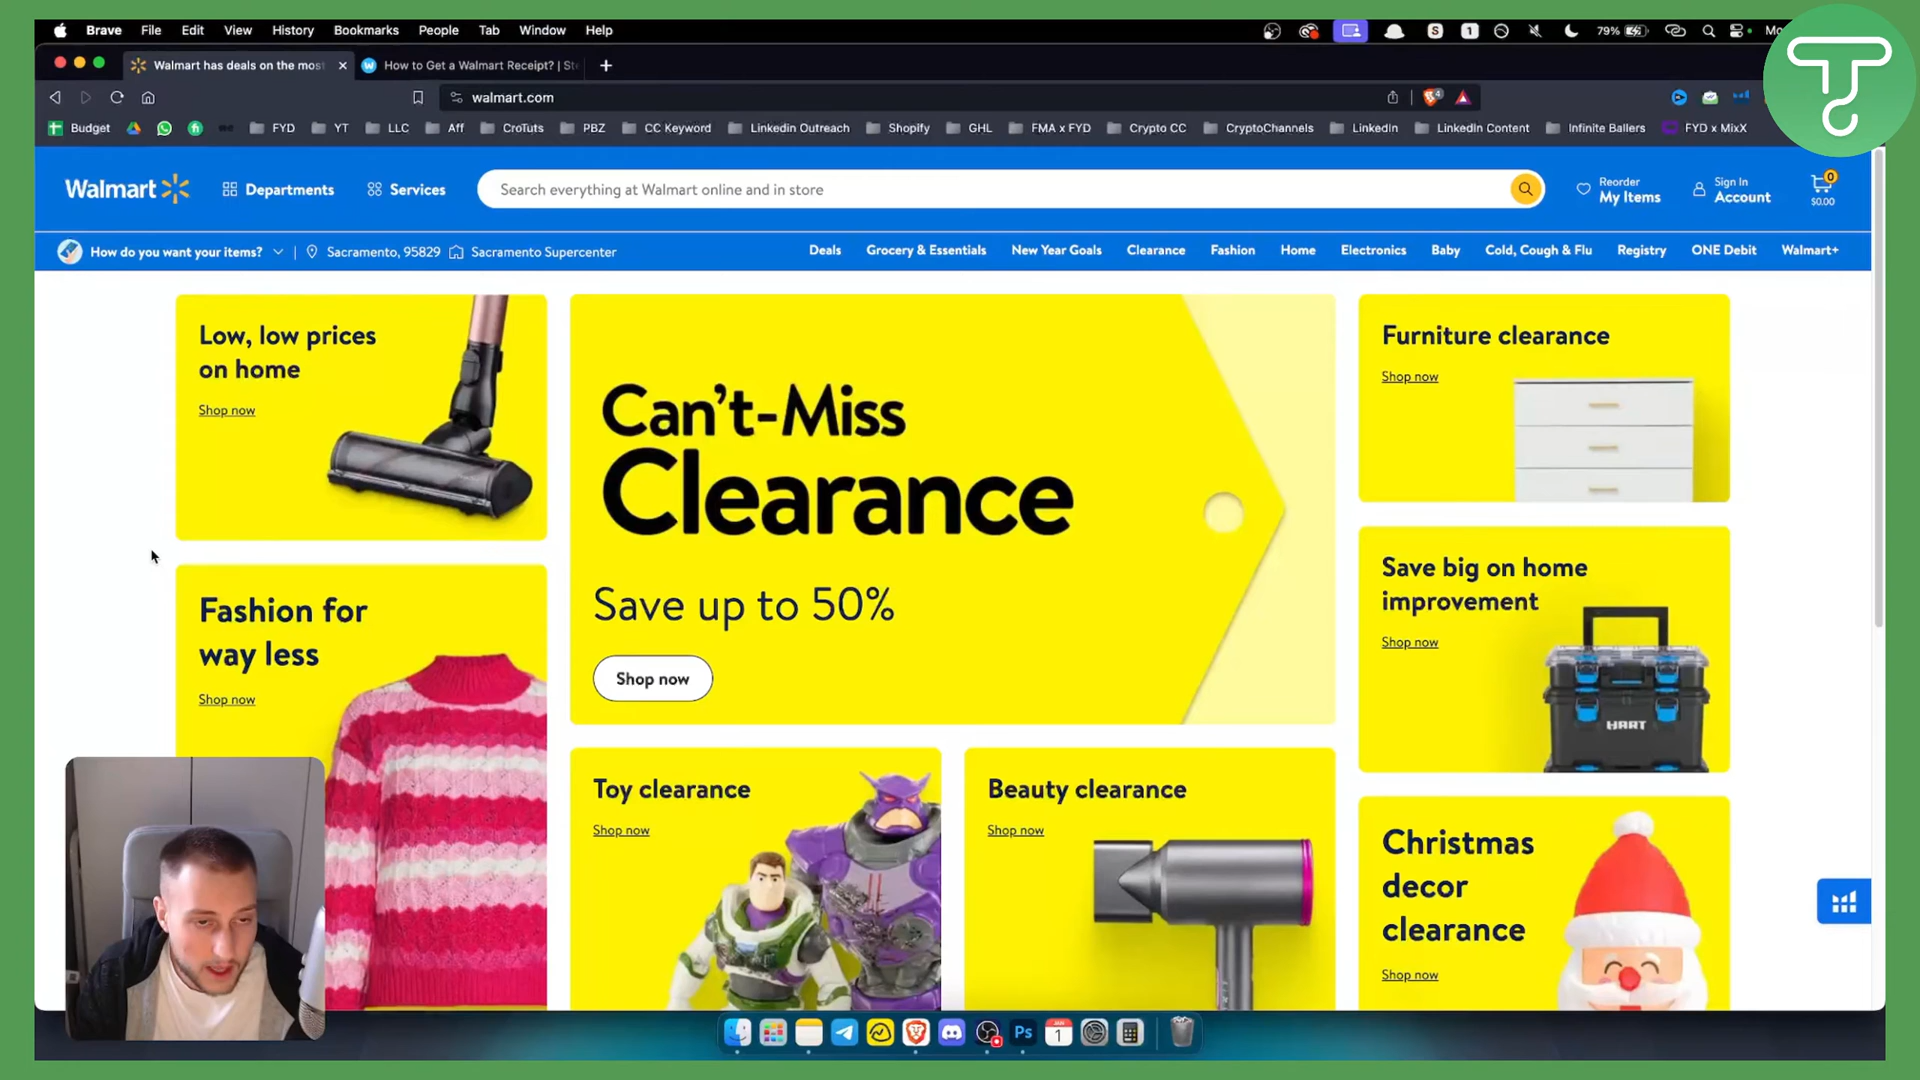 Brave File Edit View History Bookmarks People Tab Window Help
S 1 79% Mo
Walmart has deals on the most
How to Get a Walmart Receipt? | St
walmart.com
4
Budget FYD YT LLC Aff CroTuts PBZ CC Keyword Linkedin Outreach Shopify GHL FMA x FYD Crypto CC CryptoChannels LinkedIn LinkedIn Content Infinite Ballers FYD x MixX
Walmart
Departments
Services
Search everything at Walmart online and in store
Reorder
My Items
Sign In
Account
0
$0.00
How do you want your items? | Sacramento, 95829 Sacramento Supercenter
Deals Grocery & Essentials New Year Goals Clearance Fashion Home Electronics Baby Cold, Cough & Flu Registry ONE Debit Walmart+
Low, low prices
on home
Shop now
Fashion for
way less
Shop now
Can't-Miss
Clearance
Save up to 50%
Shop now
Toy clearance
Shop now
Beauty clearance
Shop now
Furniture clearance
Shop now
Save big on home
improvement
Shop now
HART
Christmas
decor
clearance
Shop now
Ps
JAN
1